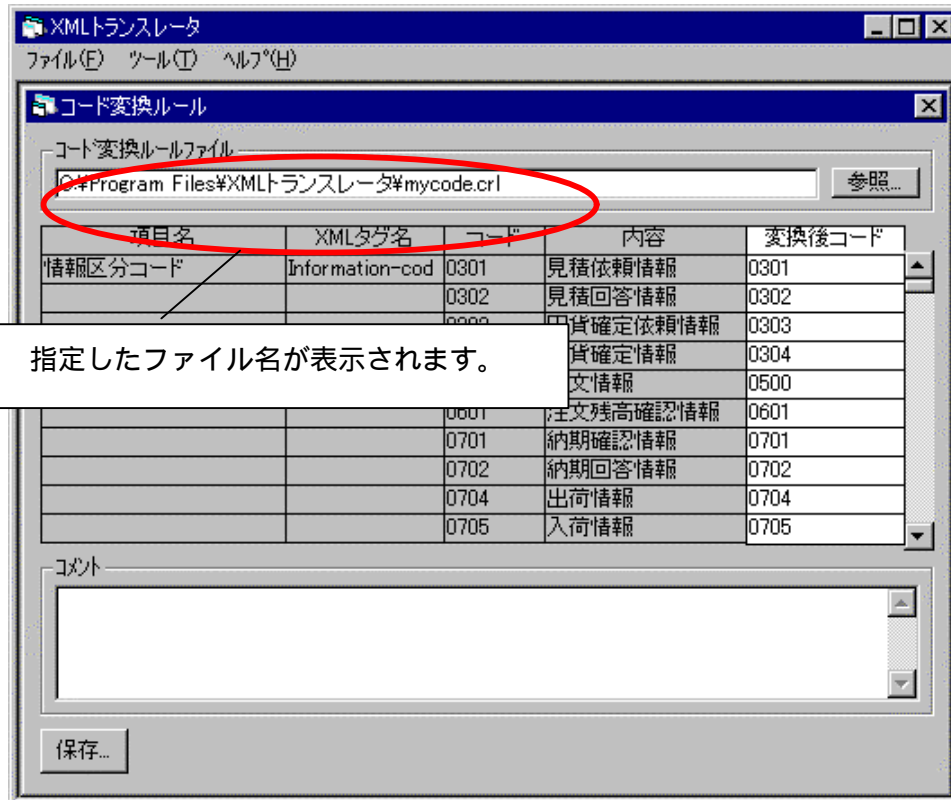 XMLトランスレータ
ファイル(F) ツール(T) ヘルプ(H)
コード変換ルール
コード変換ルールファイル
C:¥Program Files¥XMLトランスレータ¥mycode.crl 参照...
項目名 XMLタグ名 コード 内容 変換後コード
情報区分コード Information-cod 0301 見積依頼情報 0301
0302 見積回答情報 0302
貨確定依頼情報 0303
貨確定情報 0304
文情報 0500
0601 注文残高確認情報 0601
0701 納期確認情報 0701
0702 納期回答情報 0702
0704 出荷情報 0704
0705 入荷情報 0705
指定したファイル名が表示されます。
コメント
保存...